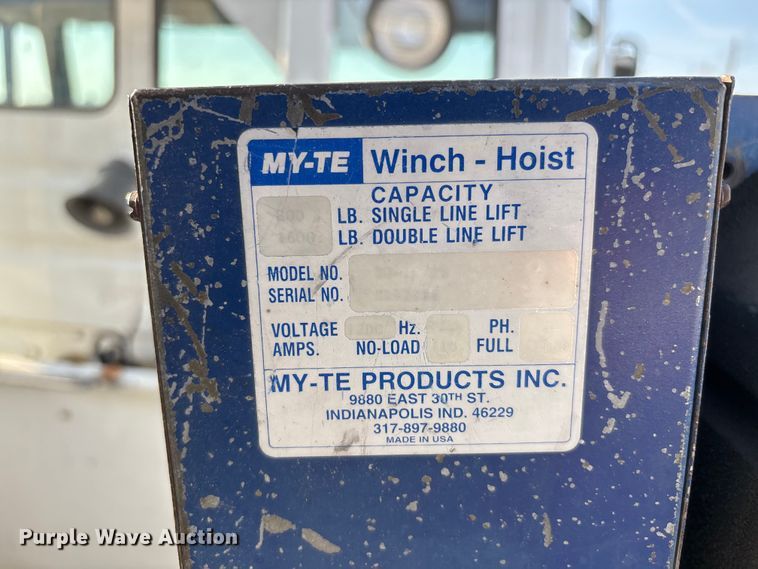 MY-TE Winch - Hoist
CAPACITY
800 LB. SINGLE LINE LIFT
1600 LB. DOUBLE LINE LIFT
MODEL NO.
SERIAL NO.
VOLTAGE Hz. PH.
AMPS. NO-LOAD FULL
MY-TE PRODUCTS INC.
9880 EAST 30TH ST.
INDIANAPOLIS IND. 46229
317-897-9880
MADE IN USA
Purple Wave Auction